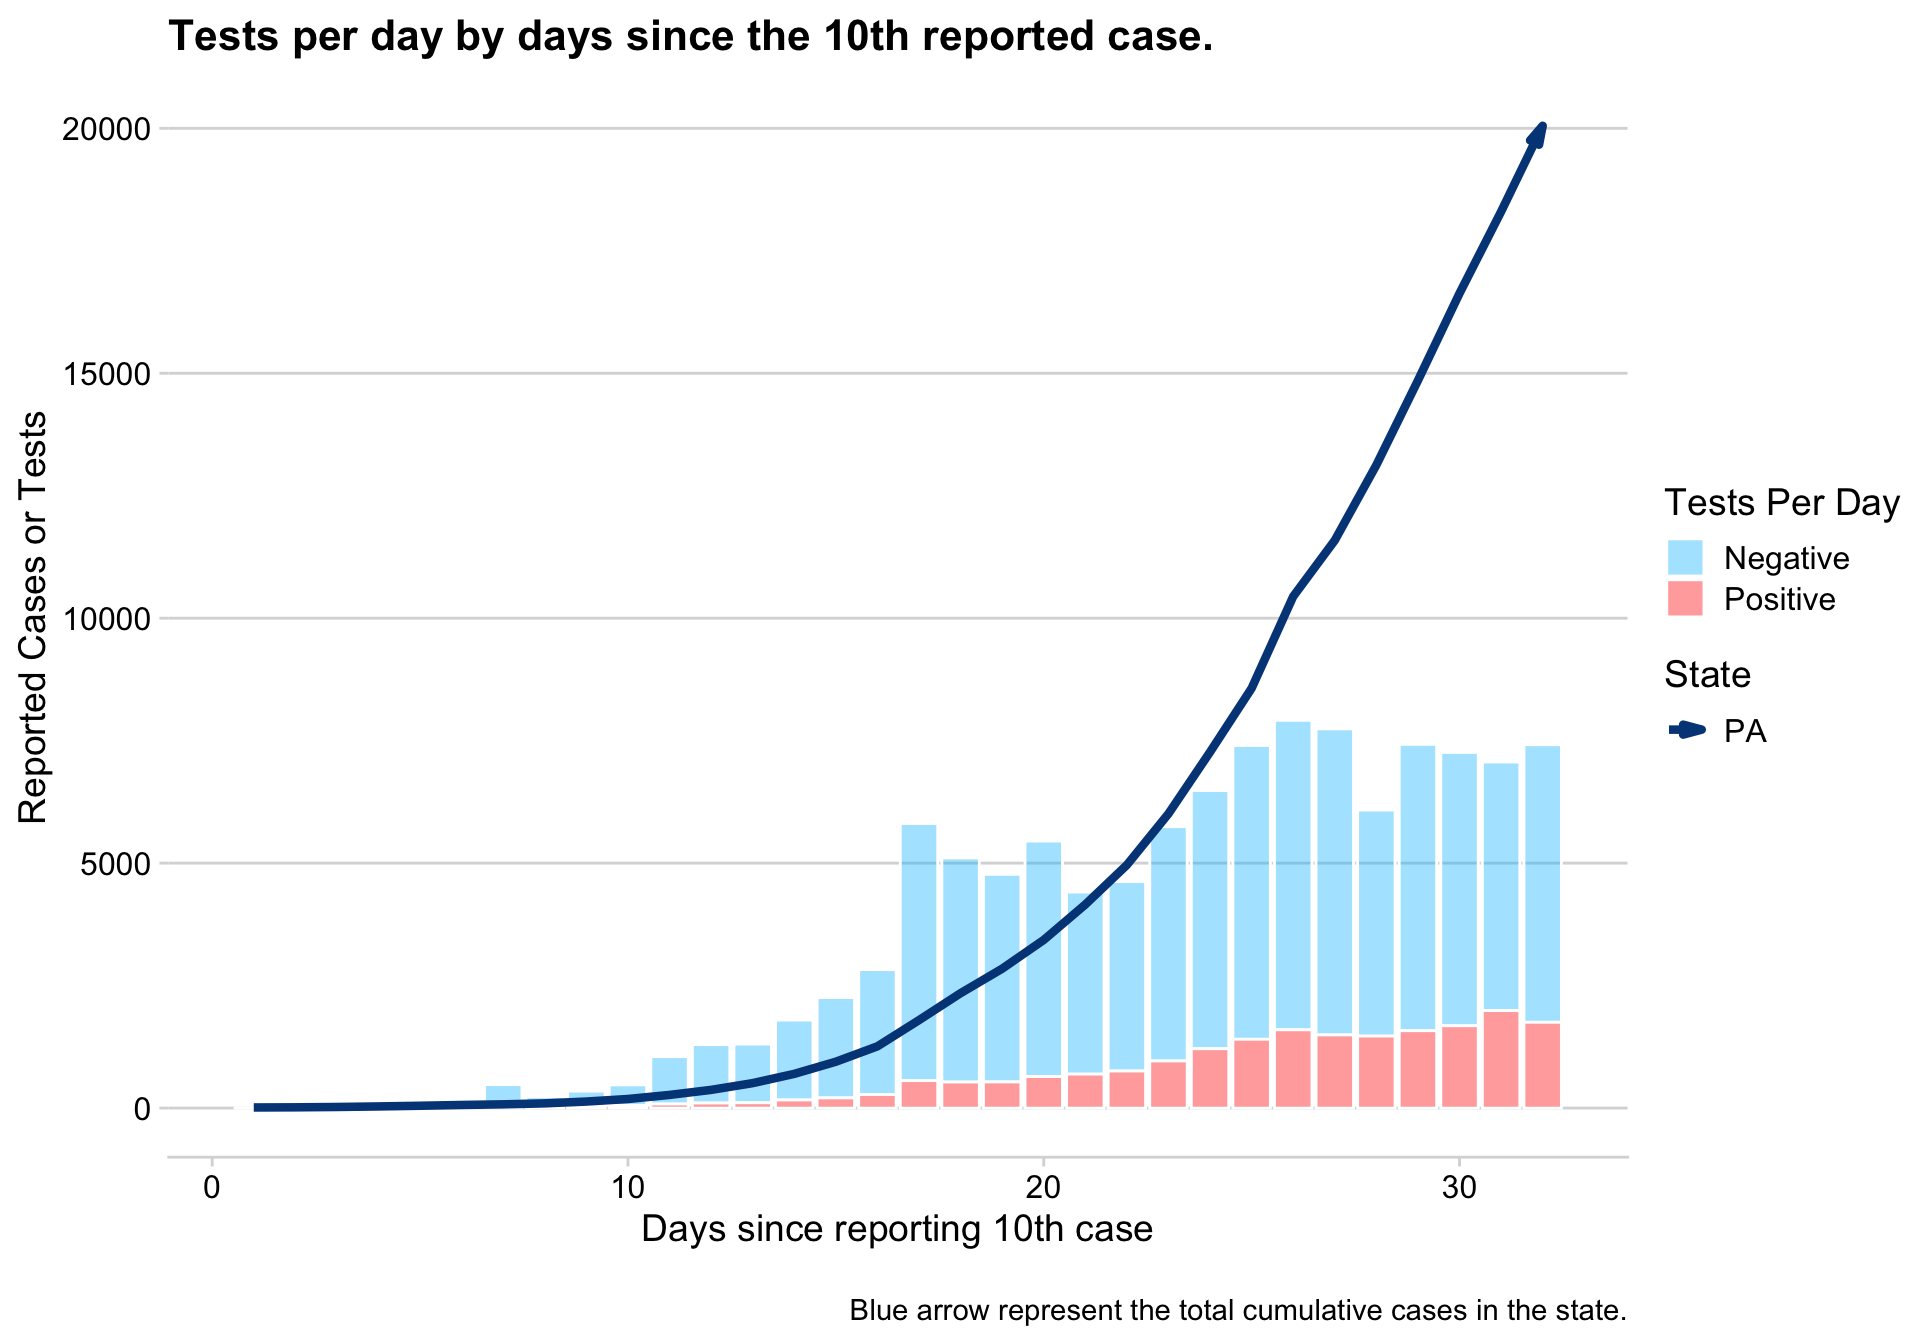 Tests per day by days since the 10th reported case.
20000
15000
10000
5000
0
Reported Cases or Tests
0 10 20 30
Days since reporting 10th case
Tests Per Day
Negative
Positive
State
PA
Blue arrow represent the total cumulative cases in the state.